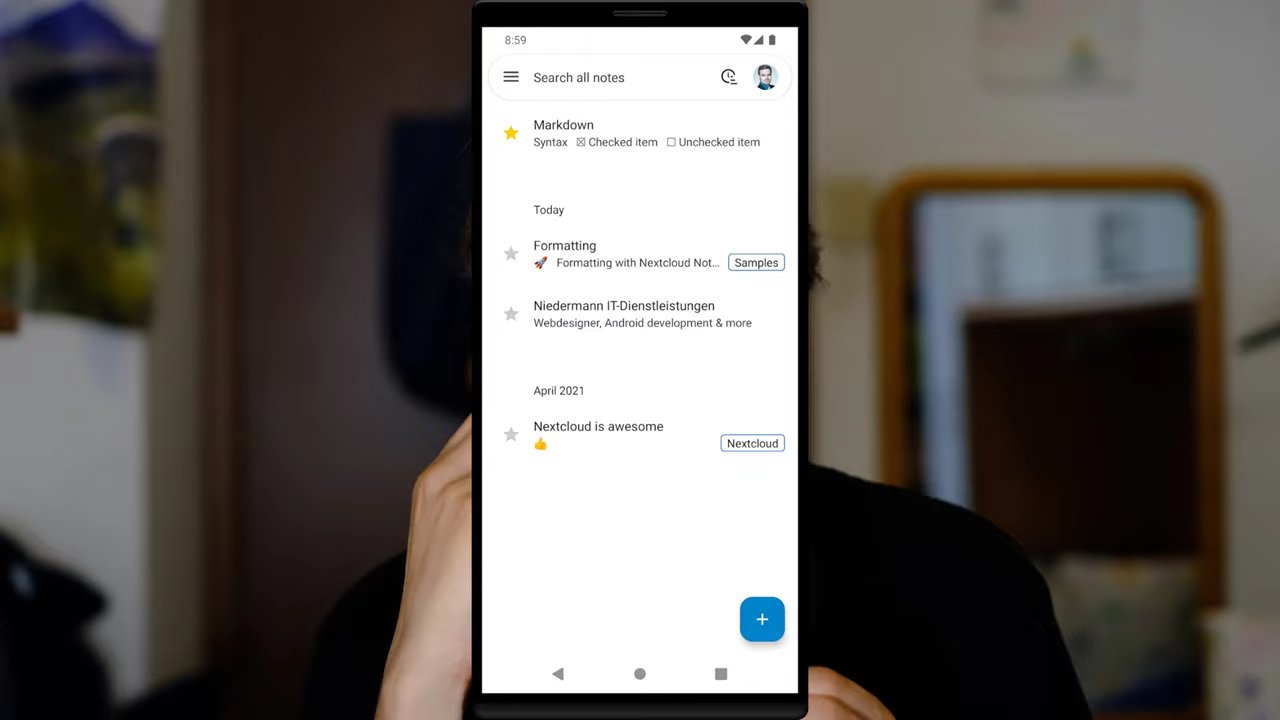 8:59
Search all notes
Markdown
Syntax ☒ Checked item ☐ Unchecked item
Today
Formatting
🚀 Formatting with Nextcloud Not... Samples
Niedermann IT-Dienstleistungen
Webdesigner, Android development & more
April 2021
Nextcloud is awesome
👍 Nextcloud